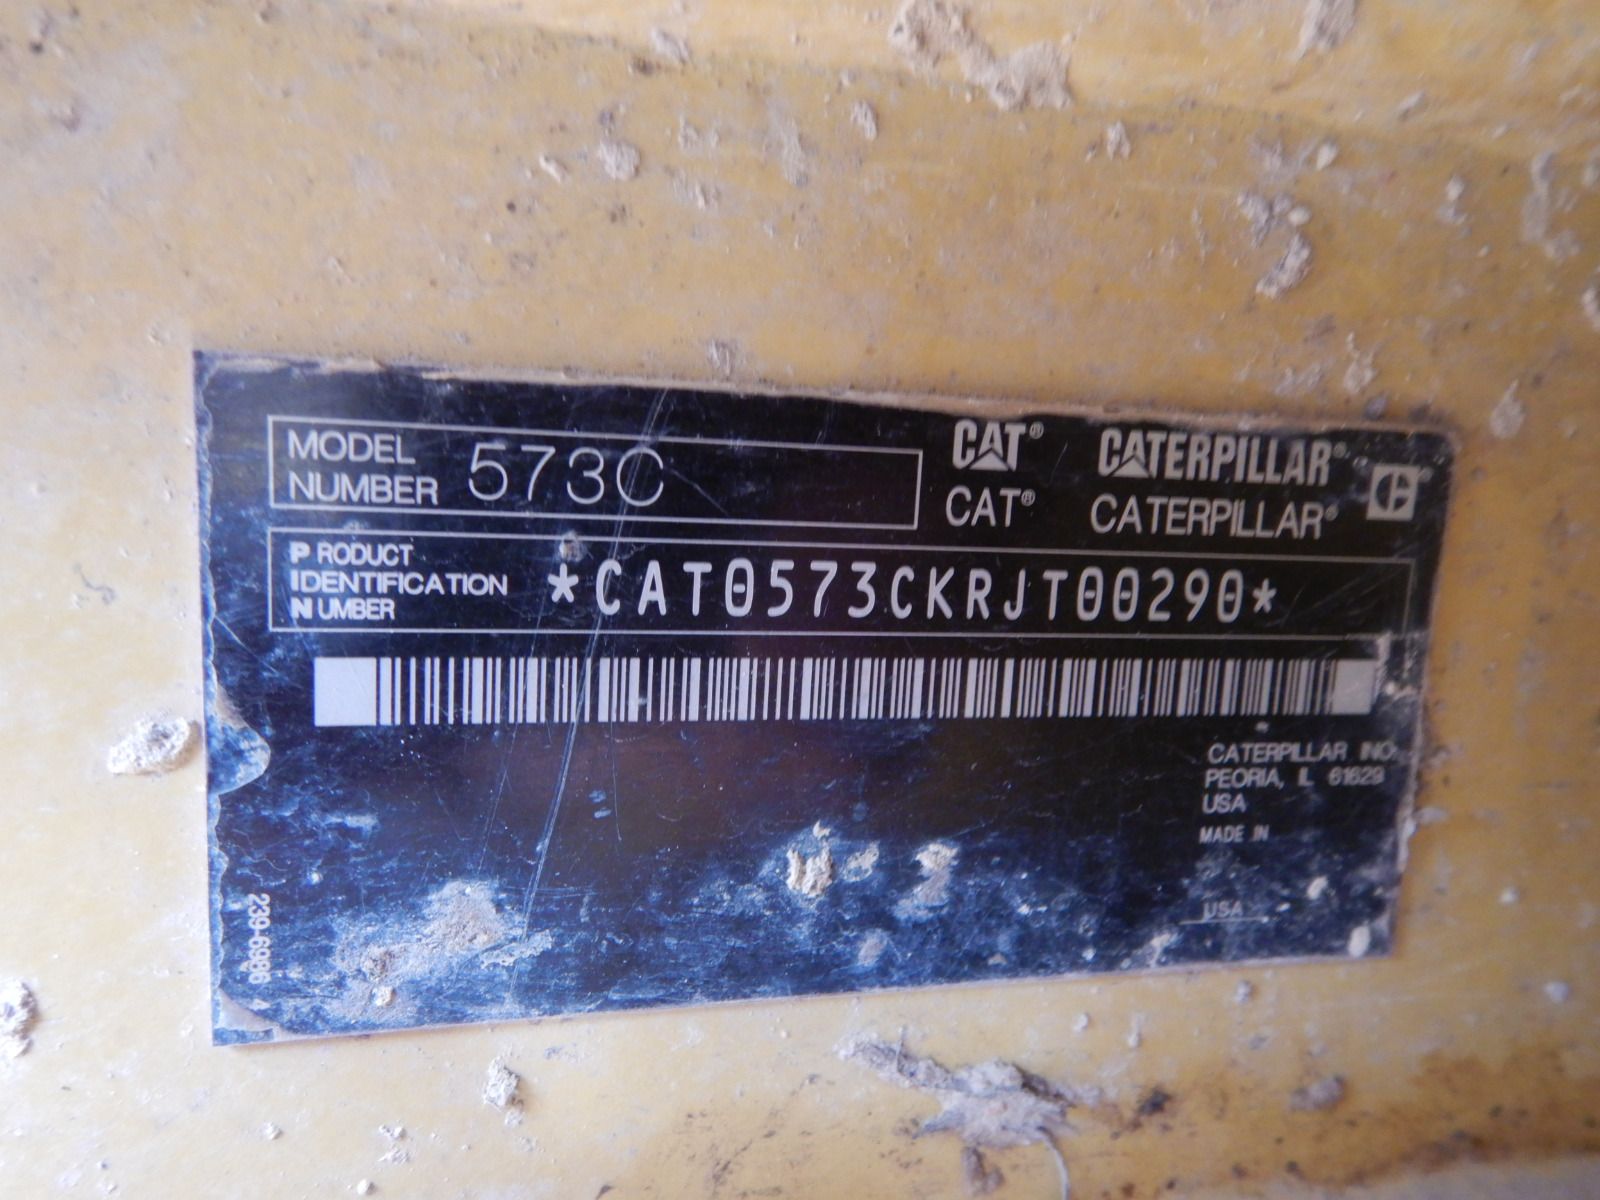 MODEL NUMBER 573C
CAT® CATERPILLAR®
CAT® CATERPILLAR®
PRODUCT
IDENTIFICATION
NUMBER
*CAT0573CKRJT00290*
CATERPILLAR INC.
PEORIA, IL 61629
USA
MADE IN
USA
239-6986 4